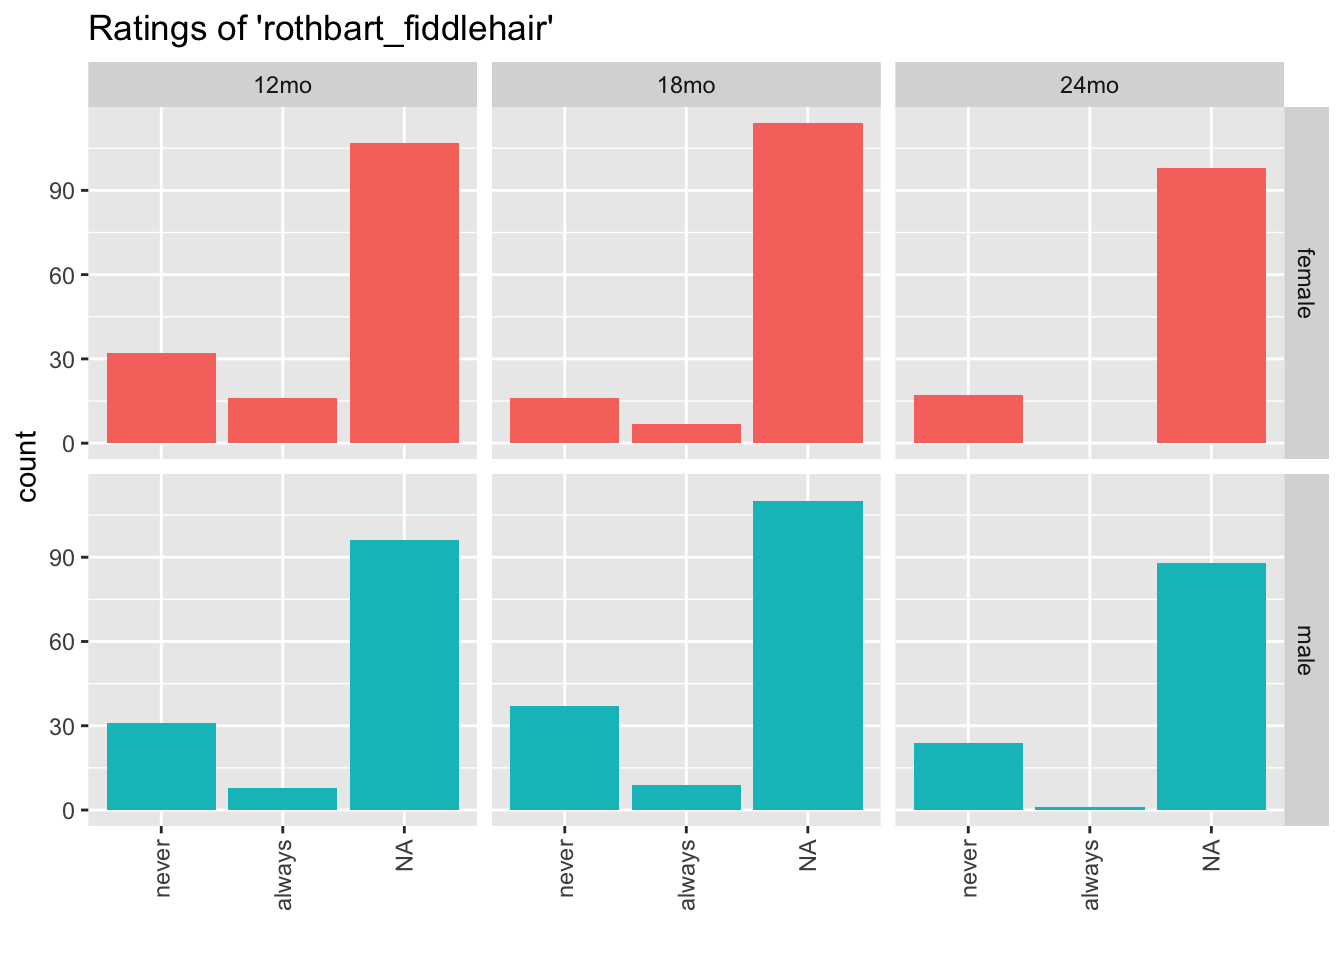 Ratings of 'rothbart_fiddlehair'
12mo 18mo 24mo
90
60
30
0
female
count
90
60
30
0
male
never always NA never always NA never always NA